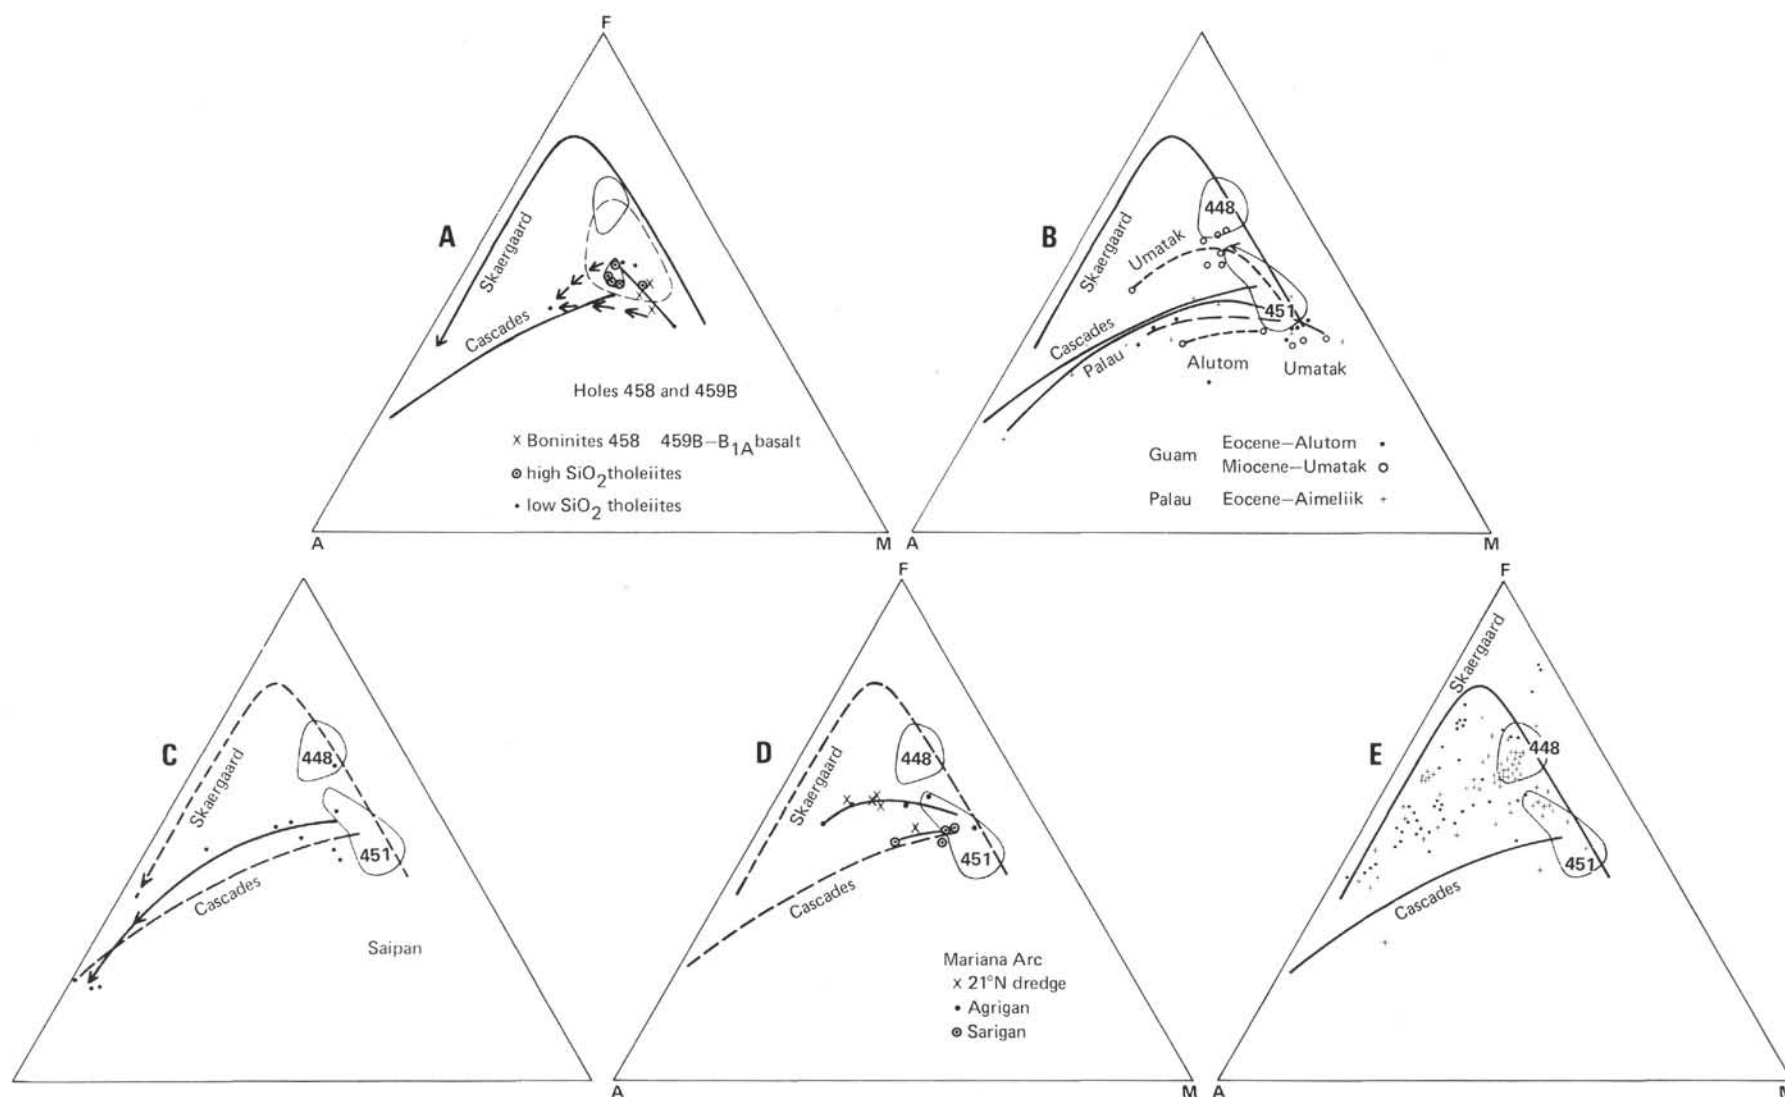 F
A
Skaergaard
Cascades
Holes 458 and 459B
x Boninites 458 459B–B1A basalt
⊙ high SiO2 tholeiites
• low SiO2 tholeiites
A
M
B
448
Umatak
Skaergaard
451
Cascades
Palau
Alutom
Umatak
Guam
Eocene–Alutom •
Miocene–Umatak o
Palau
Eocene–Aimeliik +
A
M
C
448
Skaergaard
451
Cascades
Saipan
F
D
448
Skaergaard
451
Cascades
Mariana Arc
x 21°N dredge
• Agrigan
⊙ Sarigan
A
M
F
Skaergaard
E
448
451
Cascades
A
M